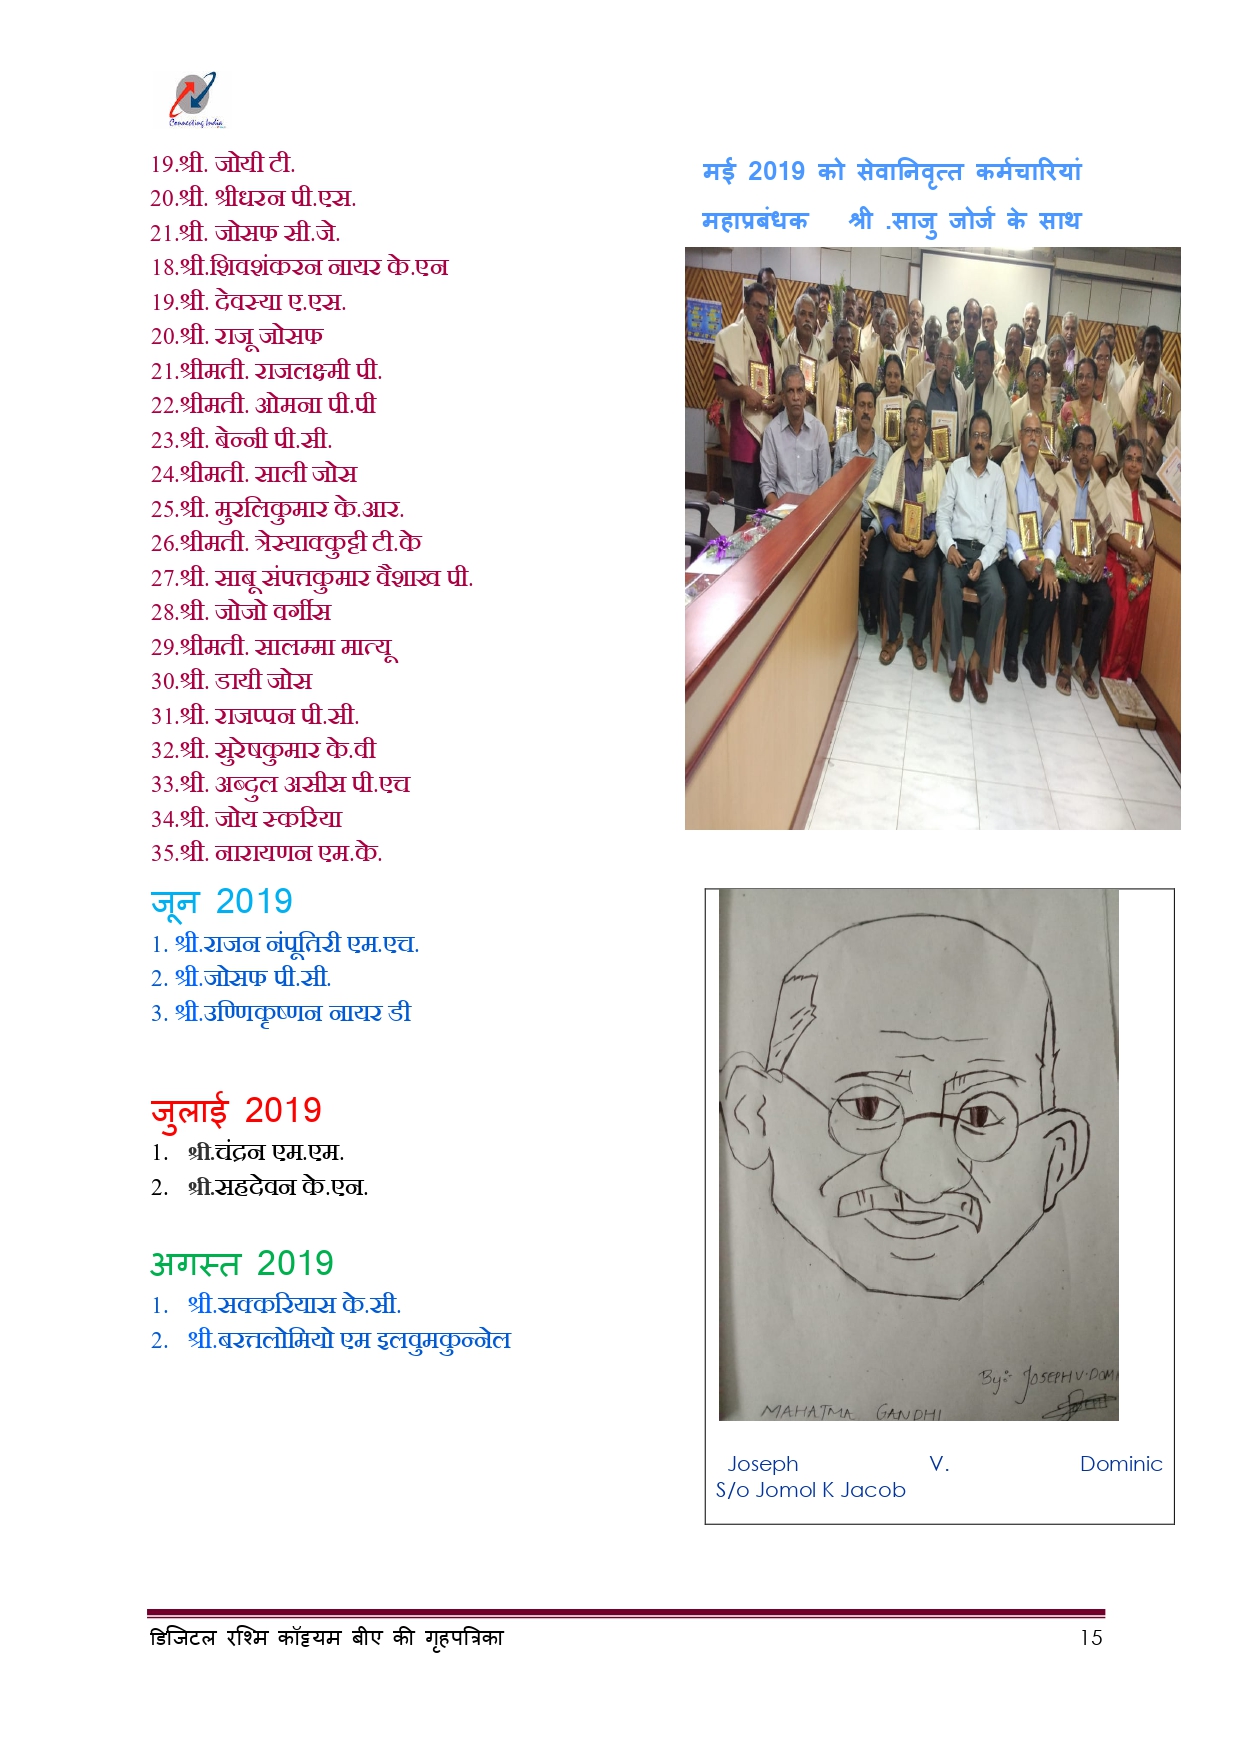 Connecting India
19.श्री. जोयी टी.
20.श्री. श्रीधरन पी.एस.
21.श्री. जोसफ सी.जे.
18.श्री.शिवशंकरन नायर के.एन
19.श्री. देवस्या ए.एस.
20.श्री. राजू जोसफ
21.श्रीमती. राजलक्ष्मी पी.
22.श्रीमती. ओमना पी.पी
23.श्री. बेन्नी पी.सी.
24.श्रीमती. साली जोस
25.श्री. मुरलिकुमार के.आर.
26.श्रीमती. त्रेस्याक्कुट्टी टी.के
27.श्री. साबू संपत्तकुमार वैशाख पी.
28.श्री. जोजो वर्गीस
29.श्रीमती. सालम्मा मात्यू
30.श्री. डायी जोस
31.श्री. राजप्पन पी.सी.
32.श्री. सुरेषकुमार के.वी
33.श्री. अब्दुल असीस पी.एच
34.श्री. जोय स्करिया
35.श्री. नारायणन एम.के.
जून 2019
1. श्री.राजन नंपूतिरी एम.एच.
2. श्री.जोसफ पी.सी.
3. श्री.उण्णिकृष्णन नायर डी
जुलाई 2019
1. श्री.चंद्रन एम.एम.
2. श्री.सहदेवन के.एन.
अगस्त 2019
1. श्री.सक्करियास के.सी.
2. श्री.बरत्तलोमियो एम इलवुमकुन्नेल
मई 2019 को सेवानिवृत्त कर्मचारियां
महाप्रबंधक श्री .साजु जोर्ज के साथ
By:- JOSEPH V. DOMI
MAHATMA GANDHI
Joseph V. Dominic
S/o Jomol K Jacob
डिजिटल रश्मि कॉट्टयम बीए की गृहपत्रिका 15